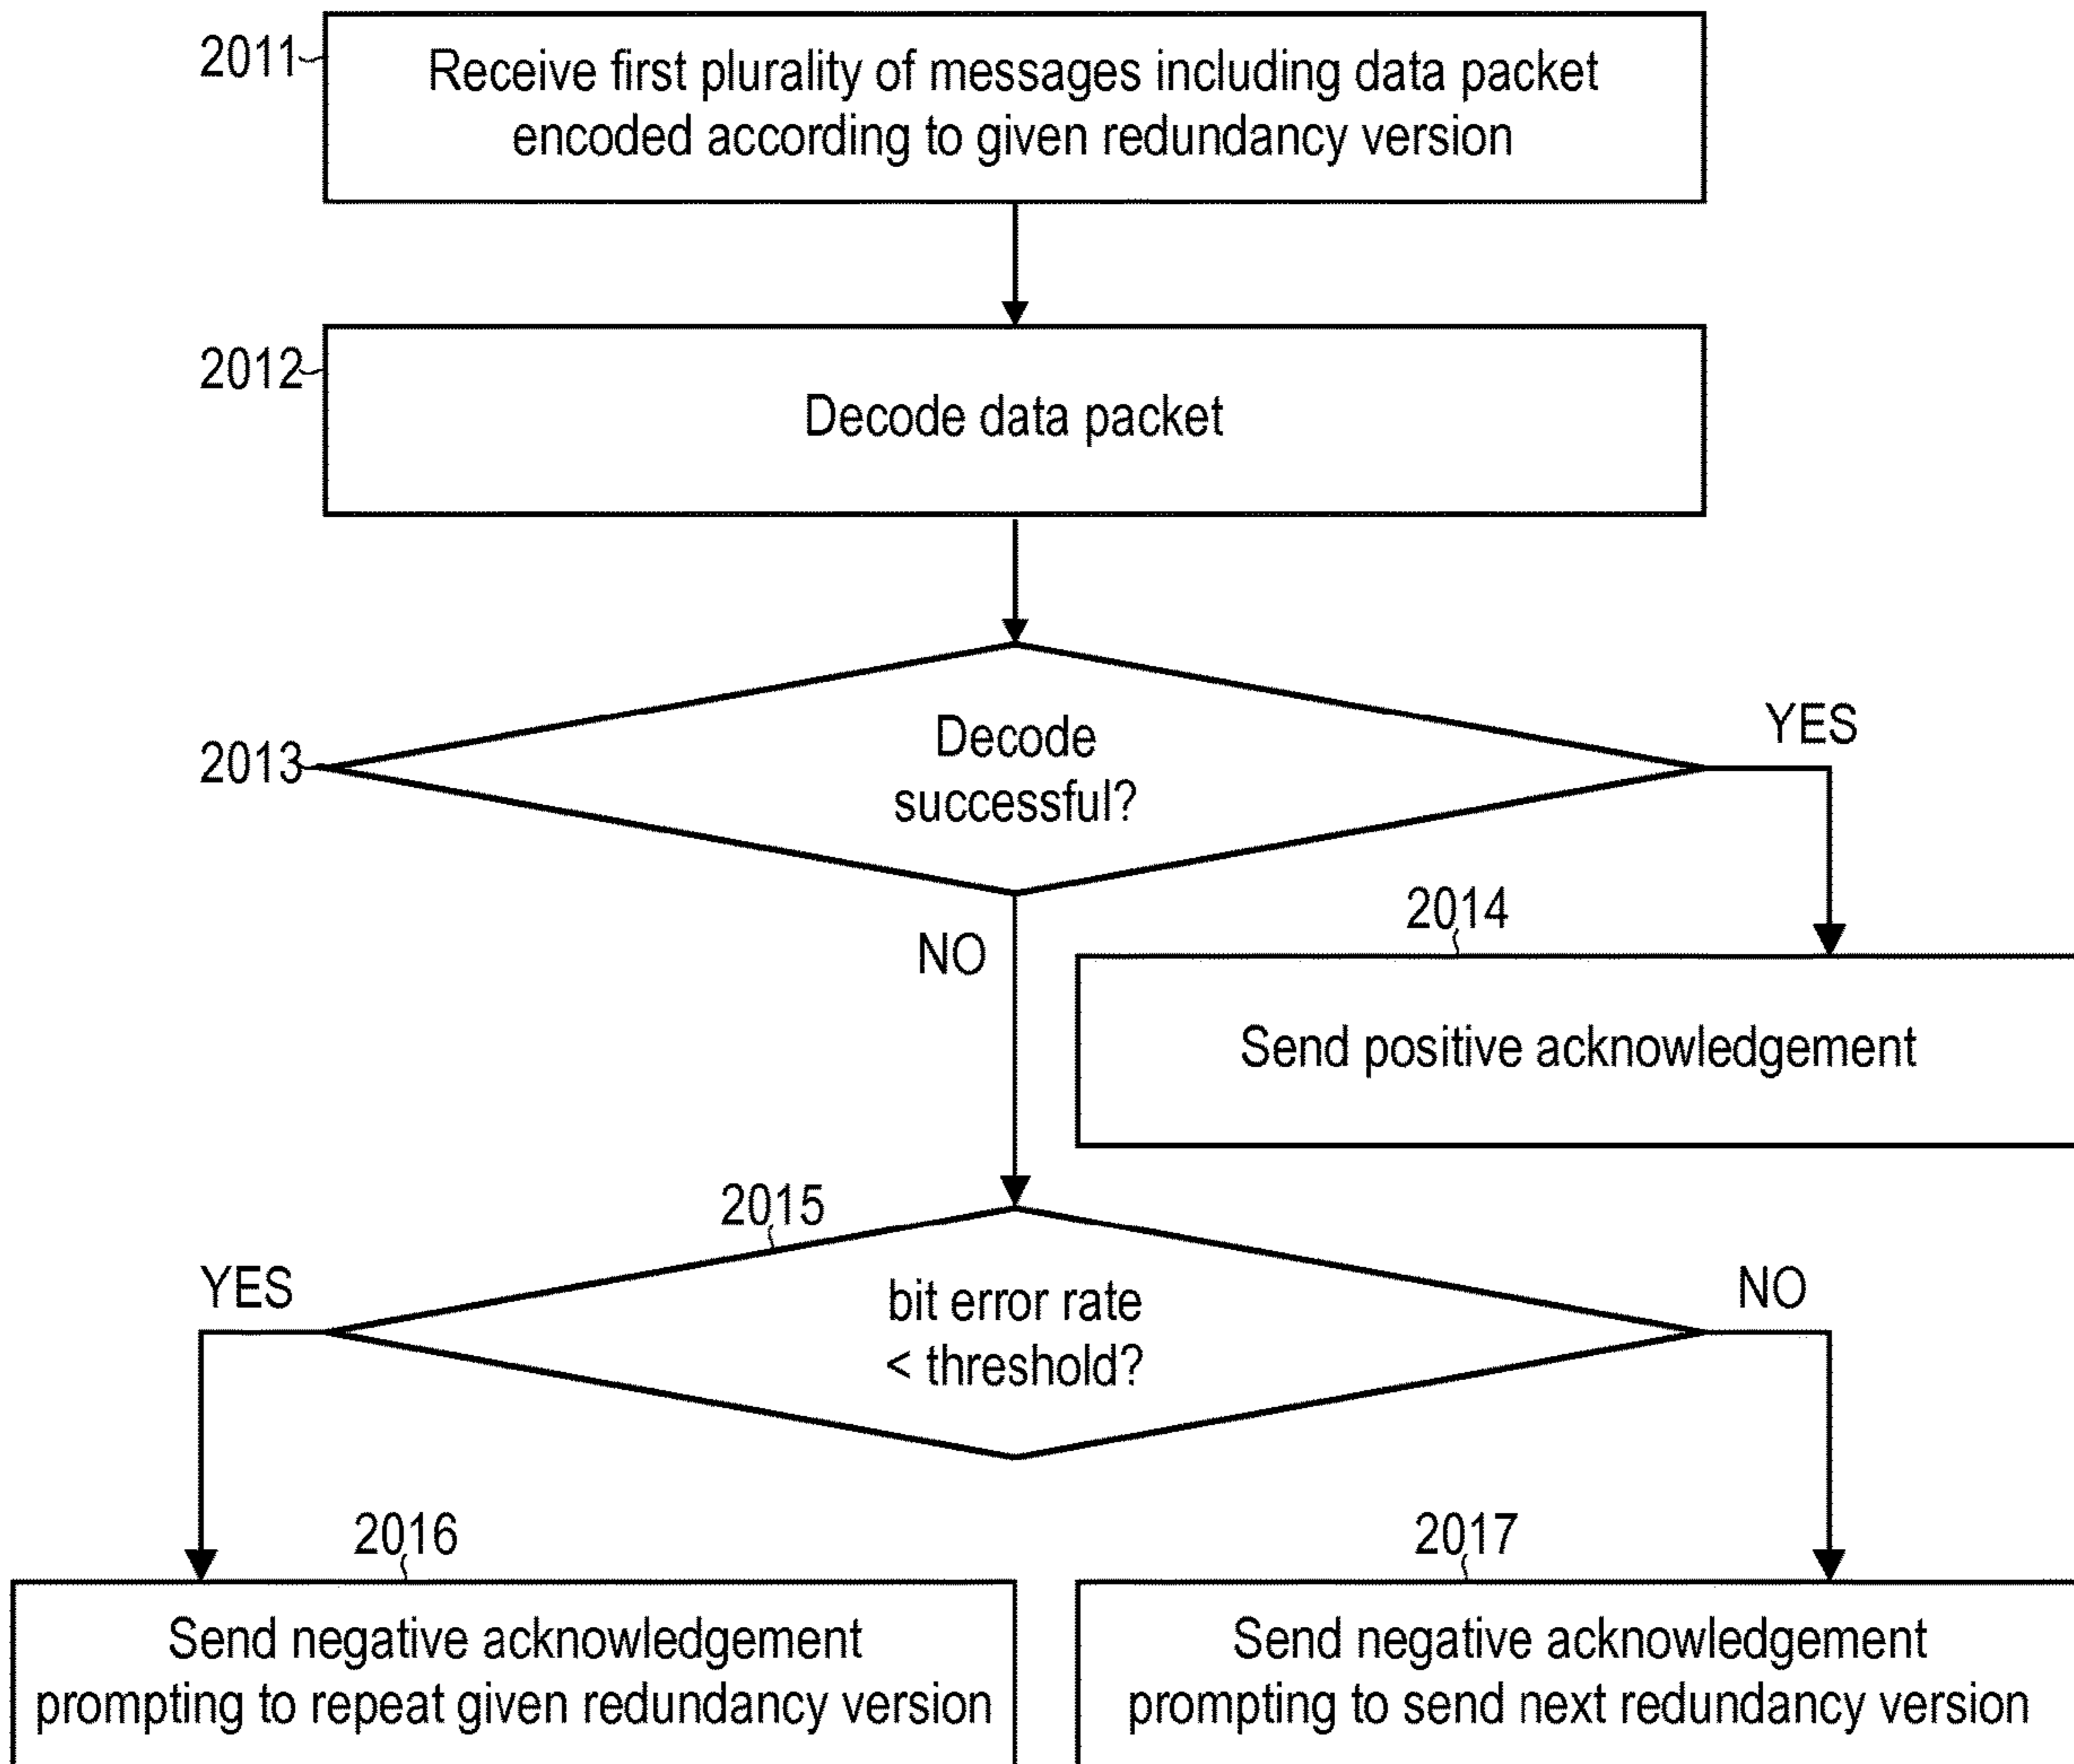 2011
Receive first plurality of messages including data packet
encoded according to given redundancy version
2012
Decode data packet
2013
Decode
successful?
YES
NO
2014
Send positive acknowledgement
2015
bit error rate
< threshold?
YES
NO
2016
Send negative acknowledgement
prompting to repeat given redundancy version
2017
Send negative acknowledgement
prompting to send next redundancy version